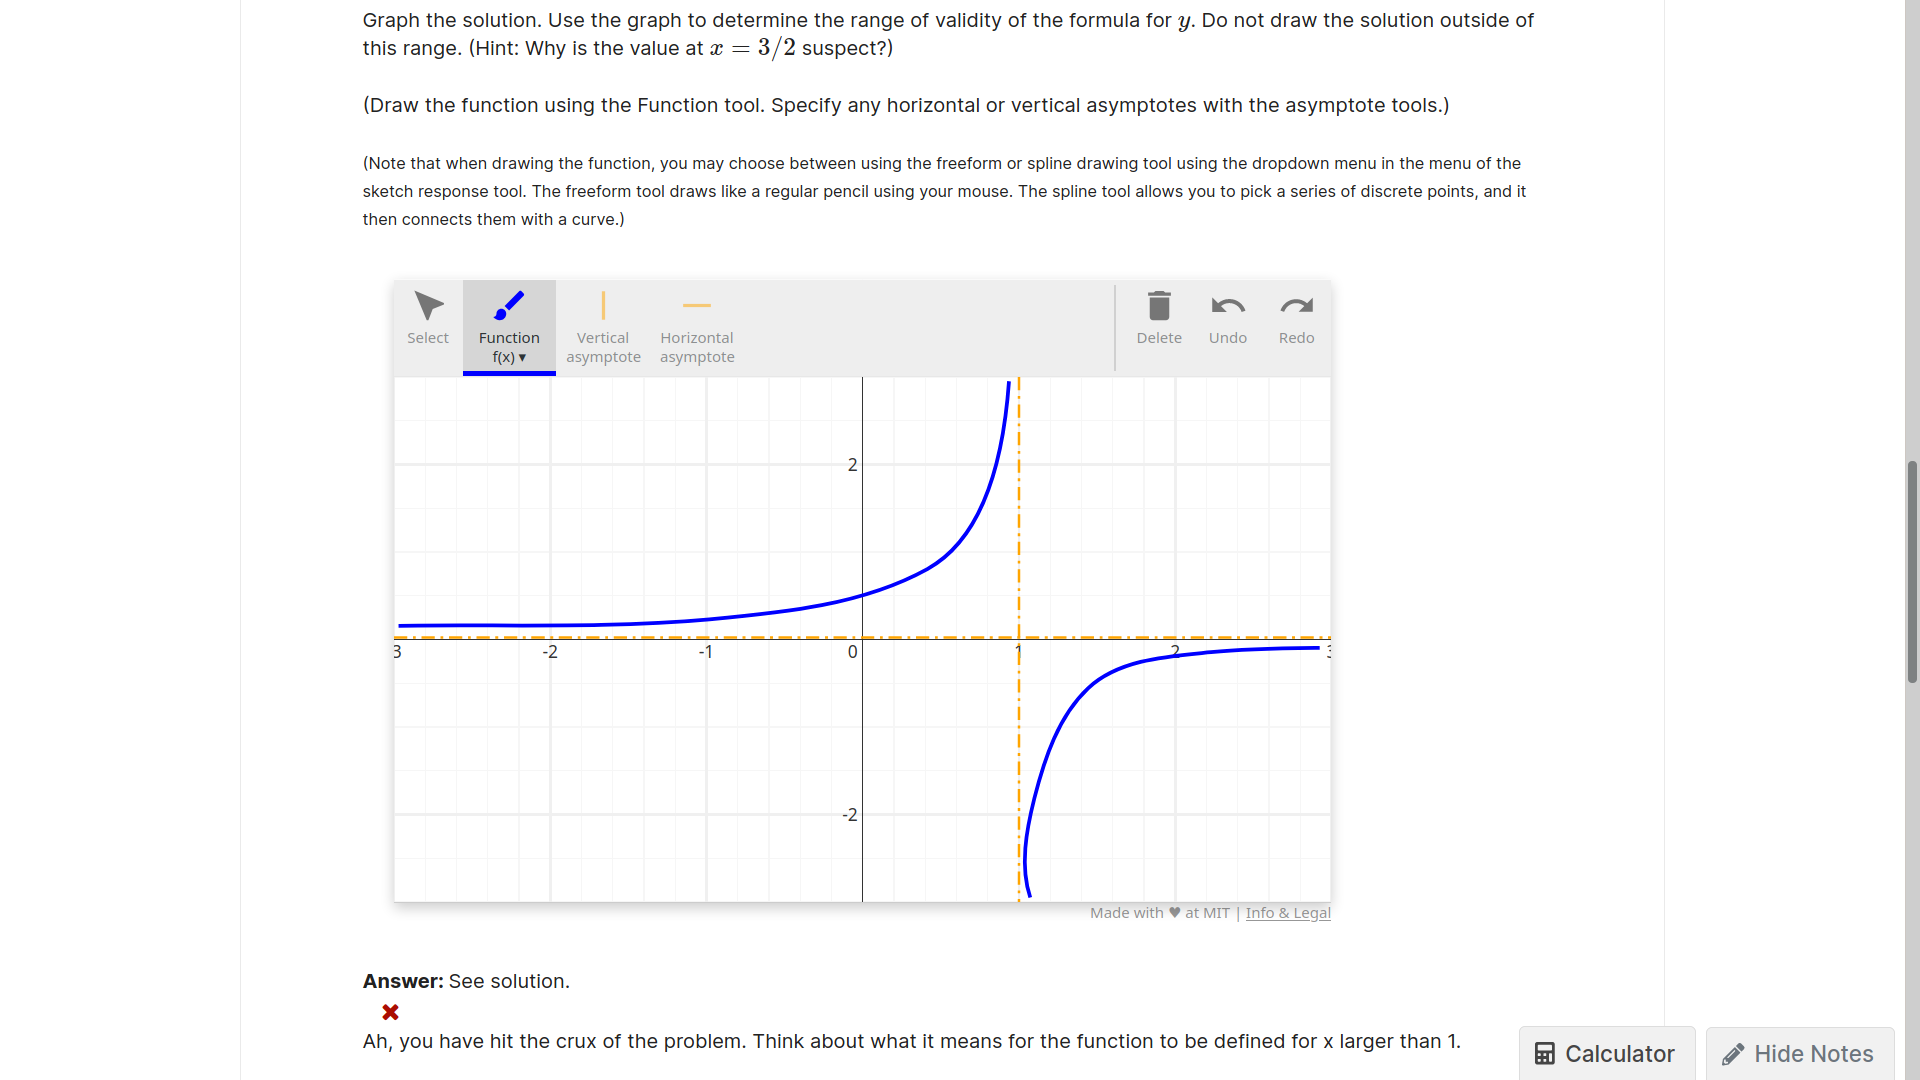 Graph the solution. Use the graph to determine the range of validity of the formula for y. Do not draw the solution outside of
this range. (Hint: Why is the value at x = 3/2 suspect?)
(Draw the function using the Function tool. Specify any horizontal or vertical asymptotes with the asymptote tools.)
(Note that when drawing the function, you may choose between using the freeform or spline drawing tool using the dropdown menu in the menu of the
sketch response tool. The freeform tool draws like a regular pencil using your mouse. The spline tool allows you to pick a series of discrete points, and it
then connects them with a curve.)
Select
Function
f(x) ▾
Vertical
asymptote
Horizontal
asymptote
Delete
Undo
Redo
2
3 -2 -1 0 1 2 3
-2
Made with ♥ at MIT | Info & Legal
Answer: See solution.
✖
Ah, you have hit the crux of the problem. Think about what it means for the function to be defined for x larger than 1.
Calculator
Hide Notes